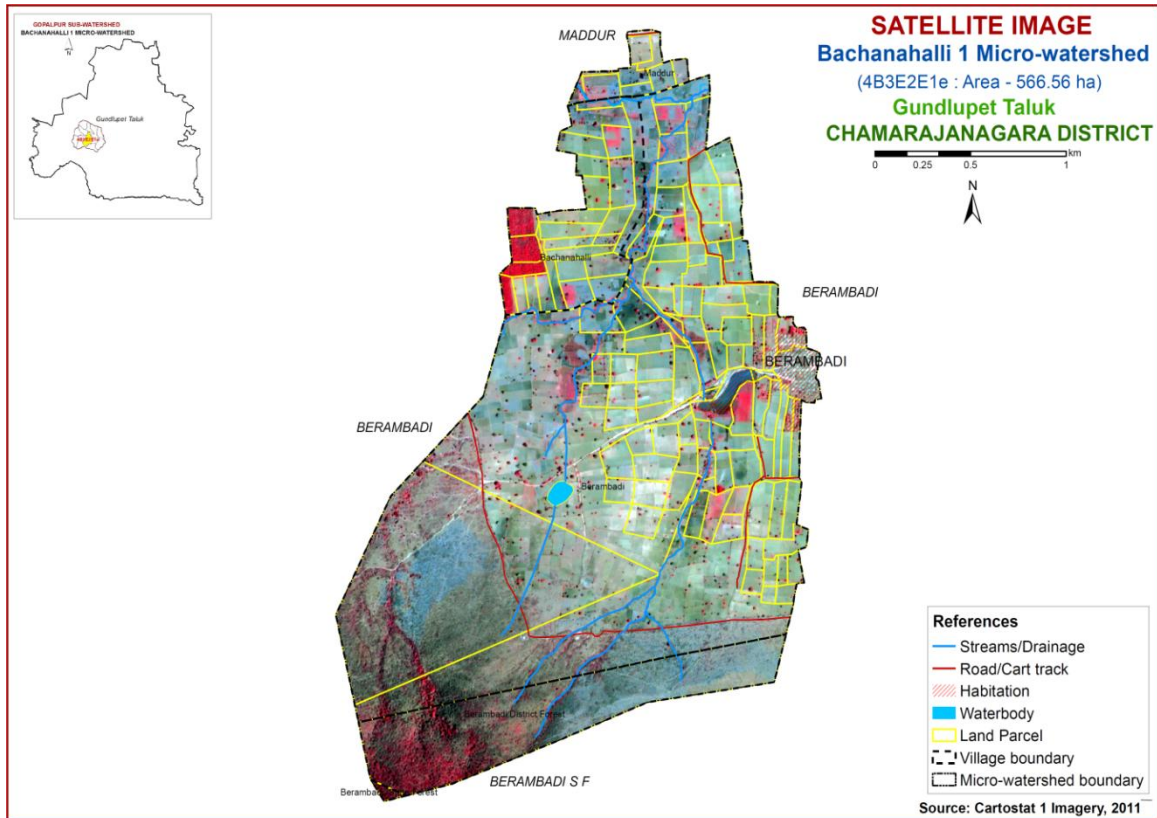 GOPALPUR SUB-WATERSHED
BACHANAHALLI 1 MICRO-WATERSHED
N
Gundlupet Taluk
SATELLITE IMAGE
Bachanahalli 1 Micro-watershed
(4B3E2E1e : Area - 566.56 ha)
Gundlupet Taluk
CHAMARAJANAGARA DISTRICT
km
0 0.25 0.5 1
N
MADDUR
Maddur
Bachanahalli
BERAMBADI
BERAMBADI
BERAMBADI
Berambadi
Berambadi District Forest
BERAMBADI S F
Forest
References
Streams/Drainage
Road/Cart track
Habitation
Waterbody
Land Parcel
Village boundary
Micro-watershed boundary
Source: Cartostat 1 Imagery, 2011